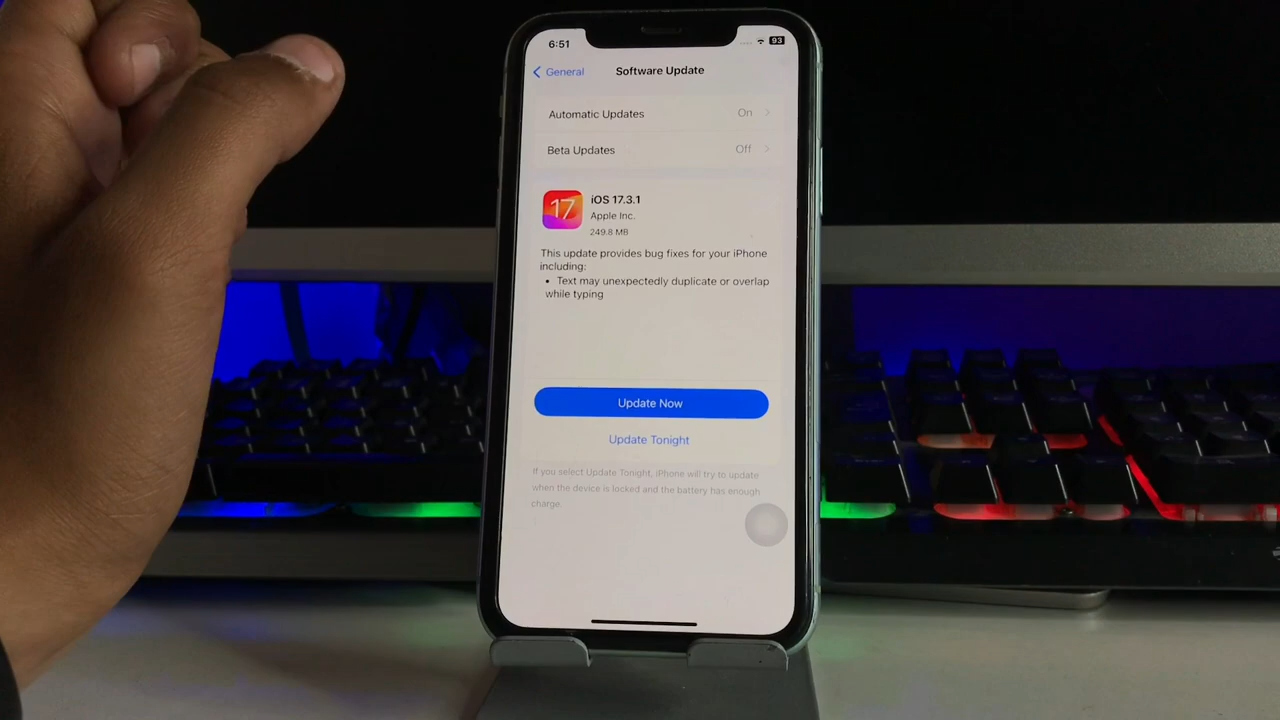 6:51
93
General
Software Update
Automatic Updates On
Beta Updates Off
17
iOS 17.3.1
Apple Inc.
249.8 MB
This update provides bug fixes for your iPhone
including:
• Text may unexpectedly duplicate or overlap
while typing
Update Now
Update Tonight
If you select Update Tonight, iPhone will try to update
when the device is locked and the battery has enough
charge.